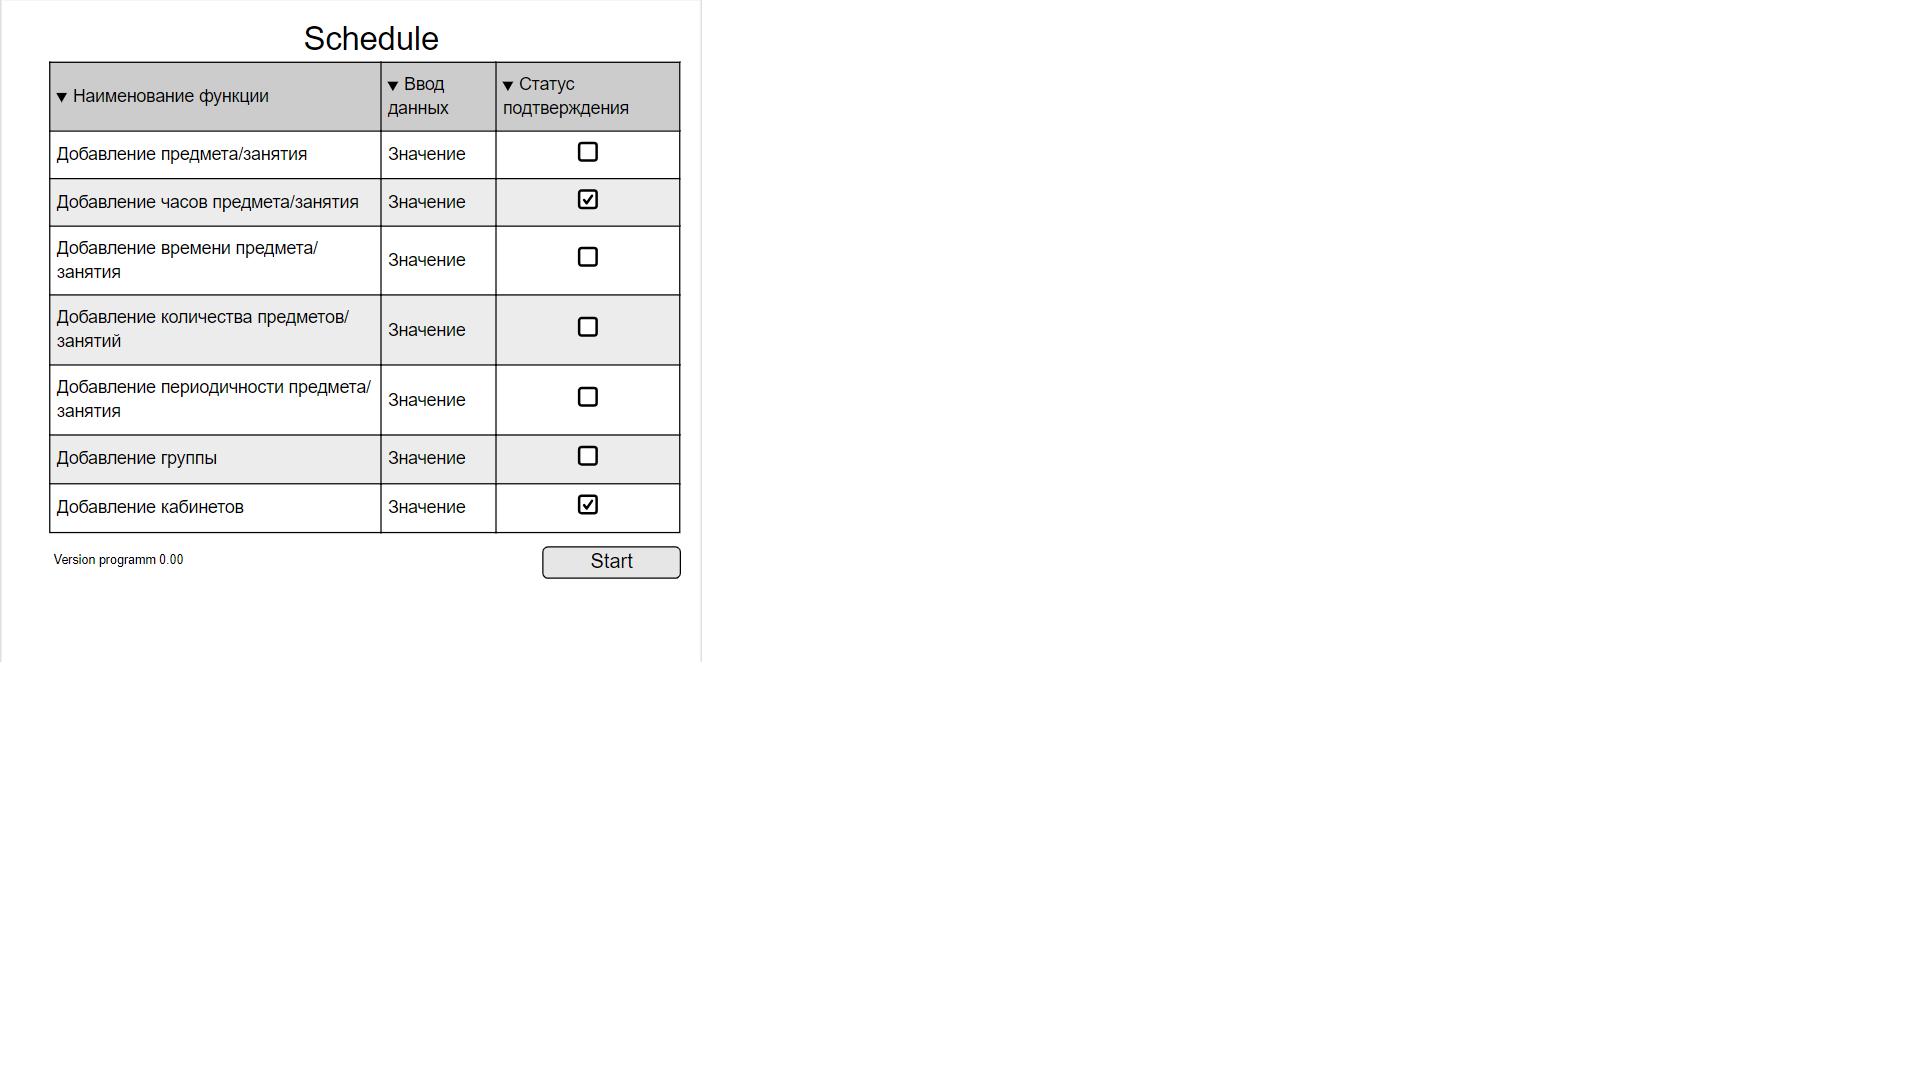 Schedule
▼ Наименование функции
▼ Ввод
данных
▼ Статус
подтверждения
Добавление предмета/занятия
Значение
Добавление часов предмета/занятия
Значение
Добавление времени предмета/
занятия
Значение
Добавление количества предметов/
занятий
Значение
Добавление периодичности предмета/
занятия
Значение
Добавление группы
Значение
Добавление кабинетов
Значение
Version programm 0.00
Start